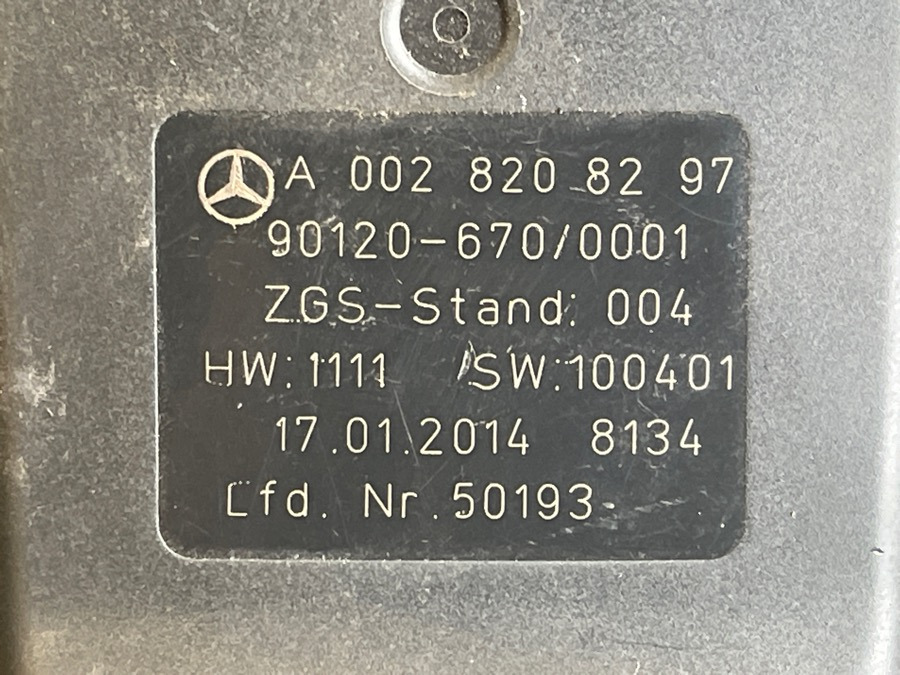 A 002 820 82 97
90120-670/0001
ZGS-Stand: 004
HW:1111 /SW:100401
17.01.2014 8134
Lfd. Nr.50193